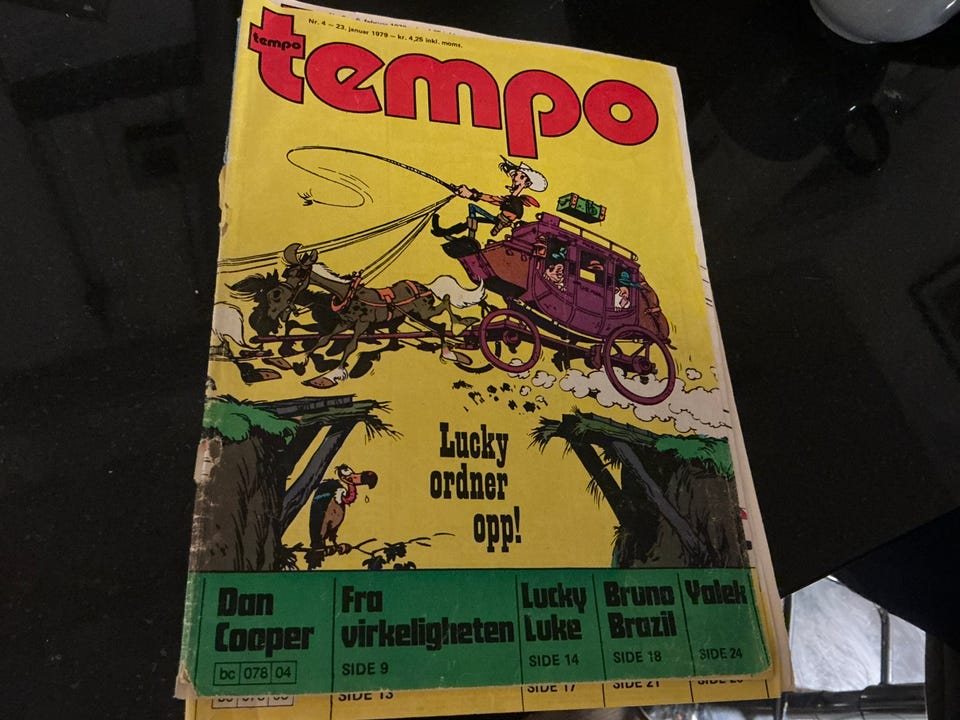 Nr. 4 – 23. januar 1979 – kr. 4,25 inkl. moms.
tempo
tempo
Lucky
ordner
opp!
Dan
Cooper
bc 078 04
Fra
virkeligheten
SIDE 9
Lucky
Luke
SIDE 14
Bruno
Brazil
SIDE 18
Yalek
SIDE 24
SIDE 13
SIDE 17
SIDE 21